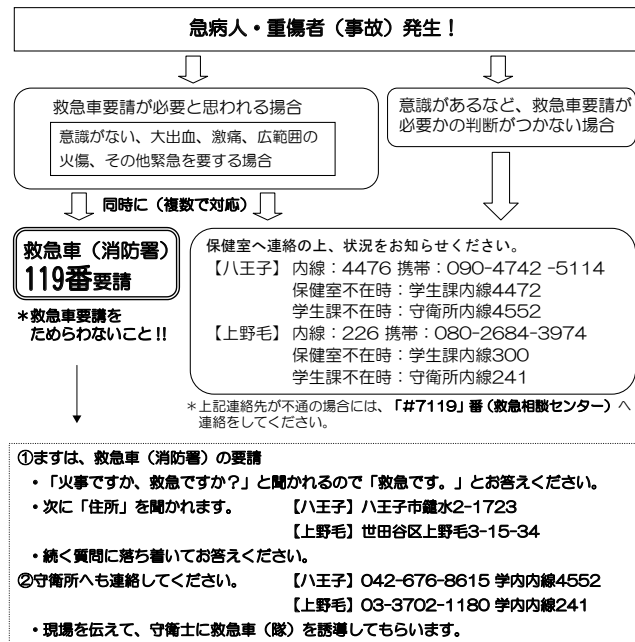 急病人・重傷者（事故）発生！
救急車要請が必要と思われる場合
意識がない、大出血、激痛、広範囲の
火傷、その他緊急を要する場合
意識があるなど、救急車要請が
必要かの判断がつかない場合
同時に（複数で対応）
救急車（消防署）
119番要請
＊救急車要請を
ためらわないこと!!
保健室へ連絡の上、状況をお知らせください。
【八王子】内線：4476 携帯：090-4742 -5114
保健室不在時：学生課内線4472
学生課不在時：守衛所内線4552
【上野毛】内線：226 携帯：080-2684-3974
保健室不在時：学生課内線300
学生課不在時：守衛所内線241
＊上記連絡先が不通の場合には、「#7119」番（救急相談センター）へ
連絡をしてください。
①まずは、救急車（消防署）の要請
・「火事ですか、救急ですか？」と聞かれるので「救急です。」とお答えください。
・次に「住所」を聞かれます。 【八王子】八王子市鑓水2-1723
【上野毛】世田谷区上野毛3-15-34
・続く質問に落ち着いてお答えください。
②守衛所へも連絡してください。 【八王子】042-676-8615 学内内線4552
【上野毛】03-3702-1180 学内内線241
・現場を伝えて、守衛士に救急車（隊）を誘導してもらいます。